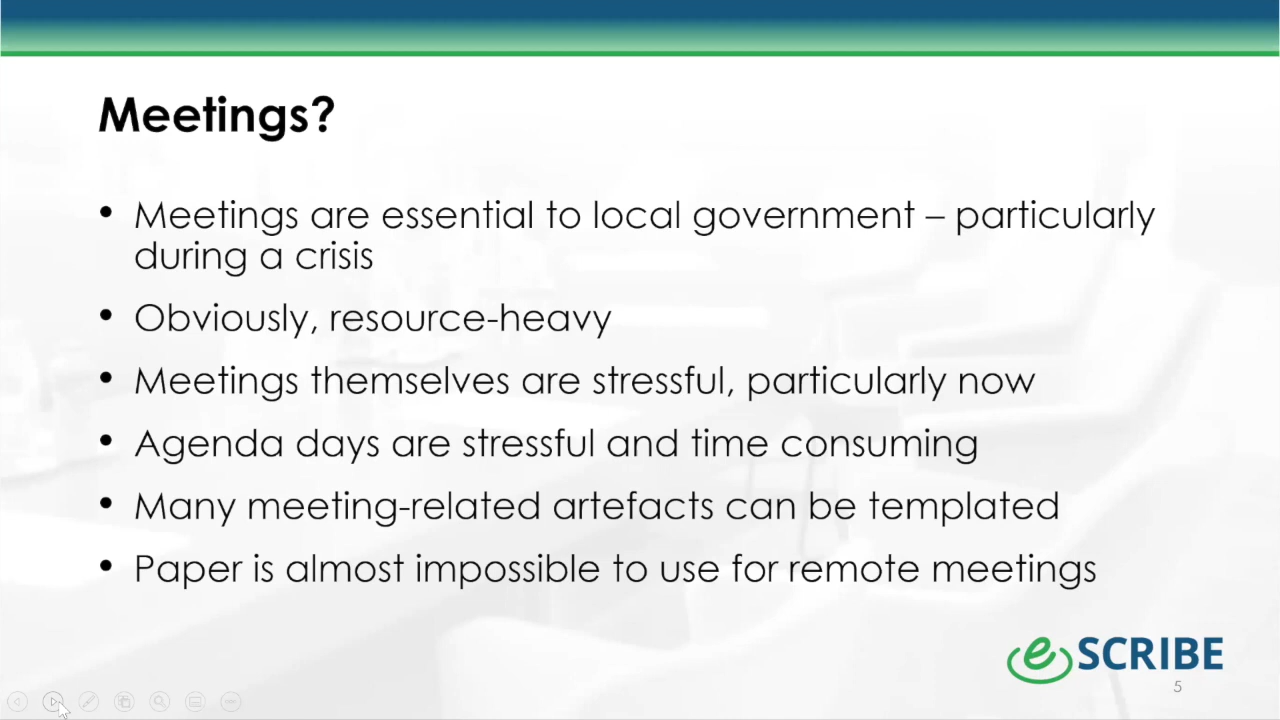 Meetings?
• Meetings are essential to local government – particularly
during a crisis
• Obviously, resource-heavy
• Meetings themselves are stressful, particularly now
• Agenda days are stressful and time consuming
• Many meeting-related artefacts can be templated
• Paper is almost impossible to use for remote meetings
eSCRIBE
5